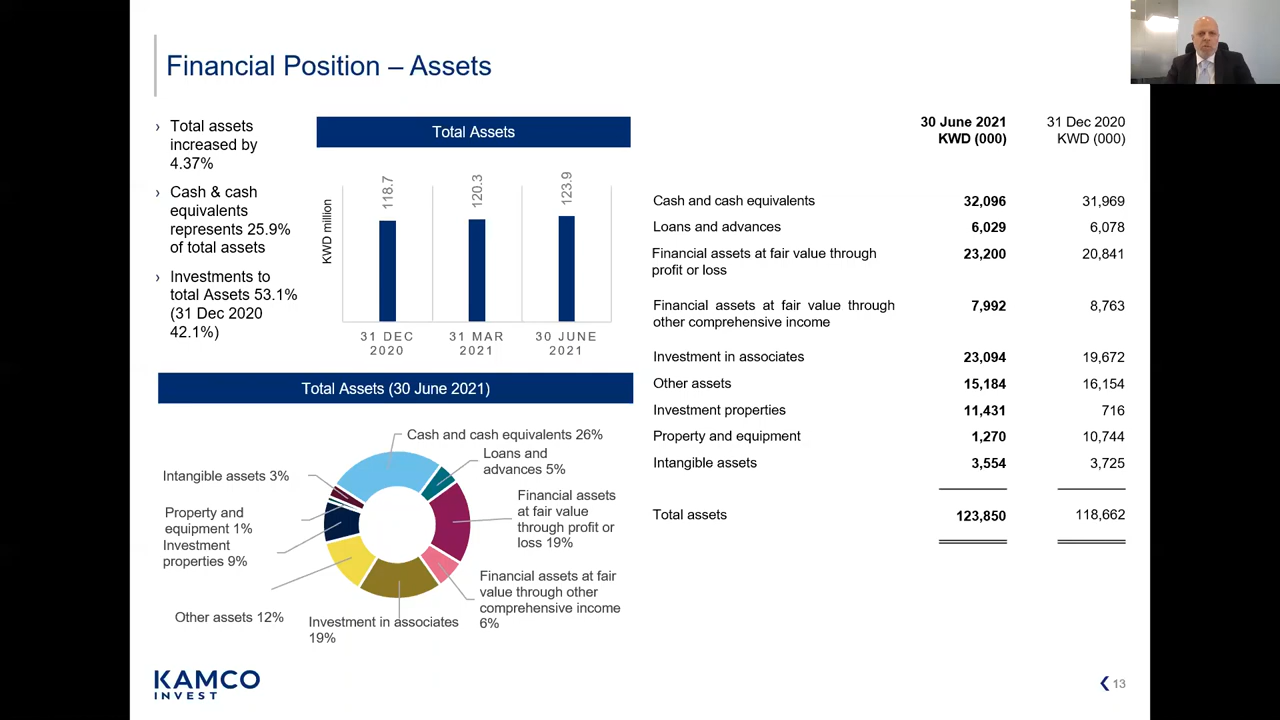 Financial Position – Assets
› Total assets
increased by
4.37%
› Cash & cash
equivalents
represents 25.9%
of total assets
› Investments to
total Assets 53.1%
(31 Dec 2020
42.1%)
Total Assets
KWD million
118.7
120.3
123.9
31 DEC
2020
31 MAR
2021
30 JUNE
2021
Total Assets (30 June 2021)
Cash and cash equivalents 26%
Loans and
advances 5%
Financial assets
at fair value
through profit or
loss 19%
Financial assets at fair
value through other
comprehensive income
6%
Investment in associates
19%
Other assets 12%
Investment
properties 9%
Property and
equipment 1%
Intangible assets 3%
30 June 2021 31 Dec 2020
KWD (000) KWD (000)
Cash and cash equivalents 32,096 31,969
Loans and advances 6,029 6,078
Financial assets at fair value through
profit or loss 23,200 20,841
Financial assets at fair value through
other comprehensive income 7,992 8,763
Investment in associates 23,094 19,672
Other assets 15,184 16,154
Investment properties 11,431 716
Property and equipment 1,270 10,744
Intangible assets 3,554 3,725
Total assets 123,850 118,662
KAMCO
INVEST
13